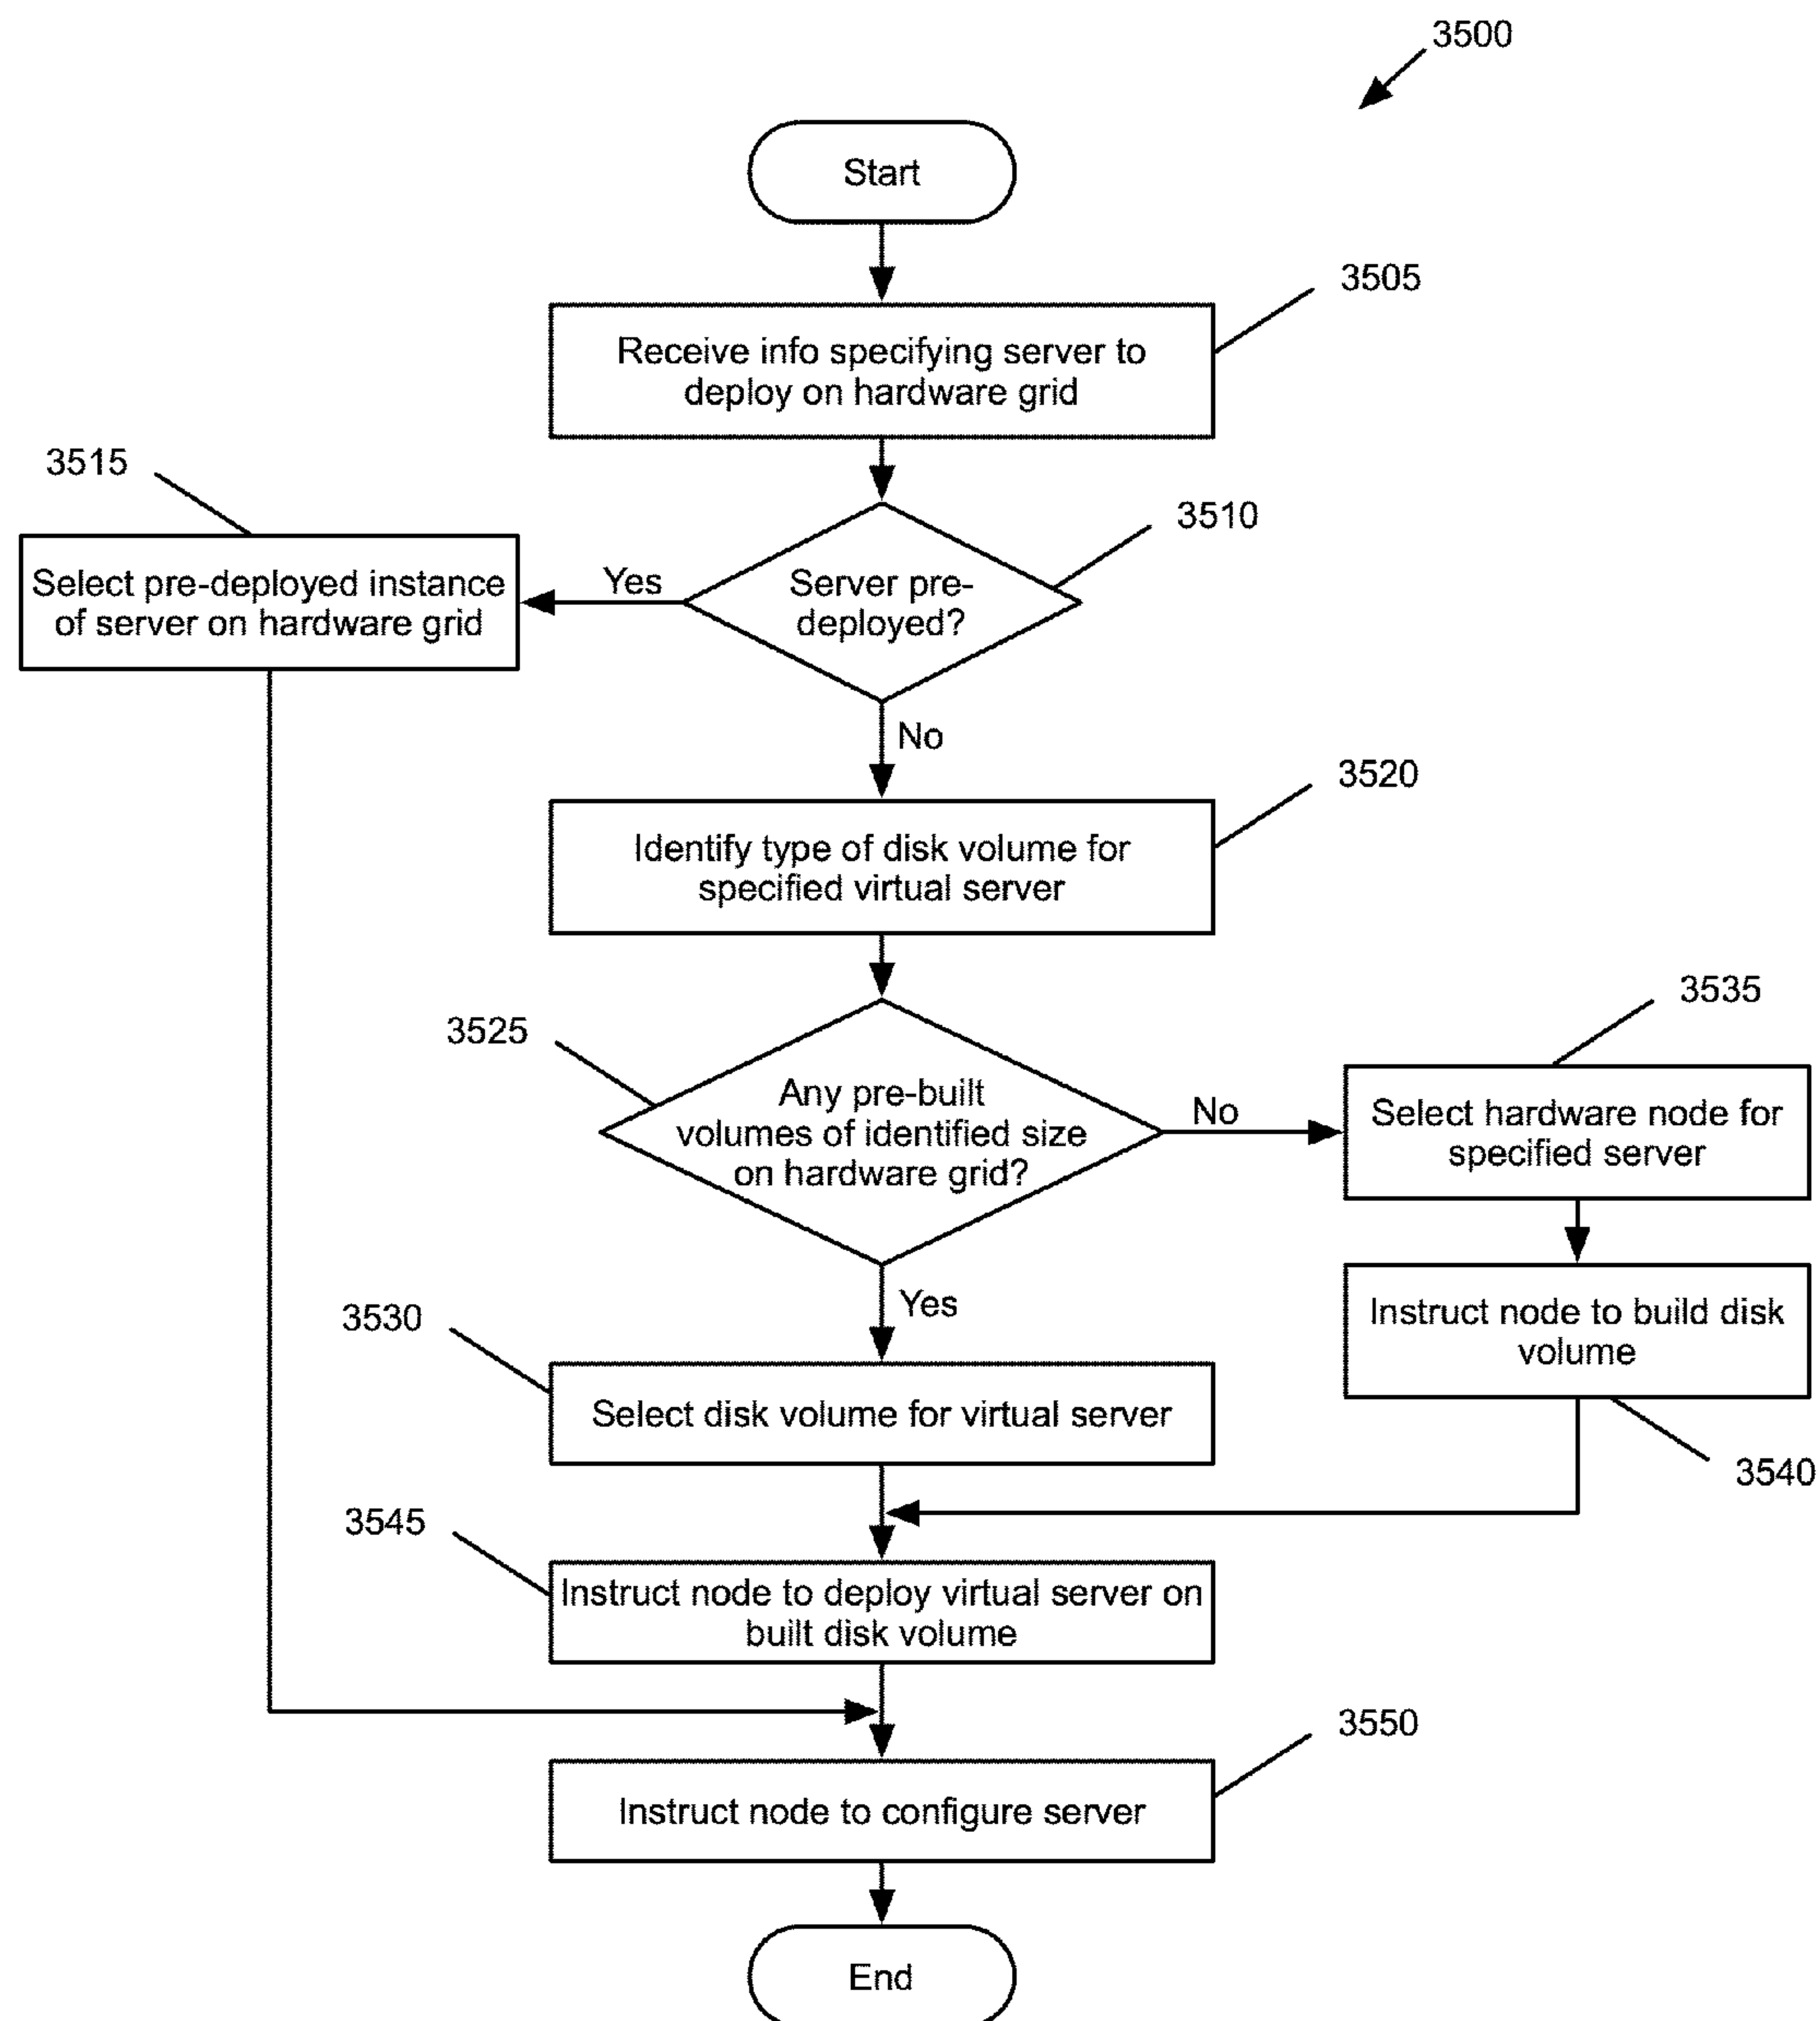 3500
Start
3505
Receive info specifying server to
deploy on hardware grid
3515
3510
Select pre-deployed instance
of server on hardware grid
Yes
Server pre-
deployed?
No
3520
Identify type of disk volume for
specified virtual server
3535
3525
Any pre-built
volumes of identified size
on hardware grid?
No
Select hardware node for
specified server
Yes
3530
Instruct node to build disk
volume
Select disk volume for virtual server
3540
3545
Instruct node to deploy virtual server on
built disk volume
3550
Instruct node to configure server
End